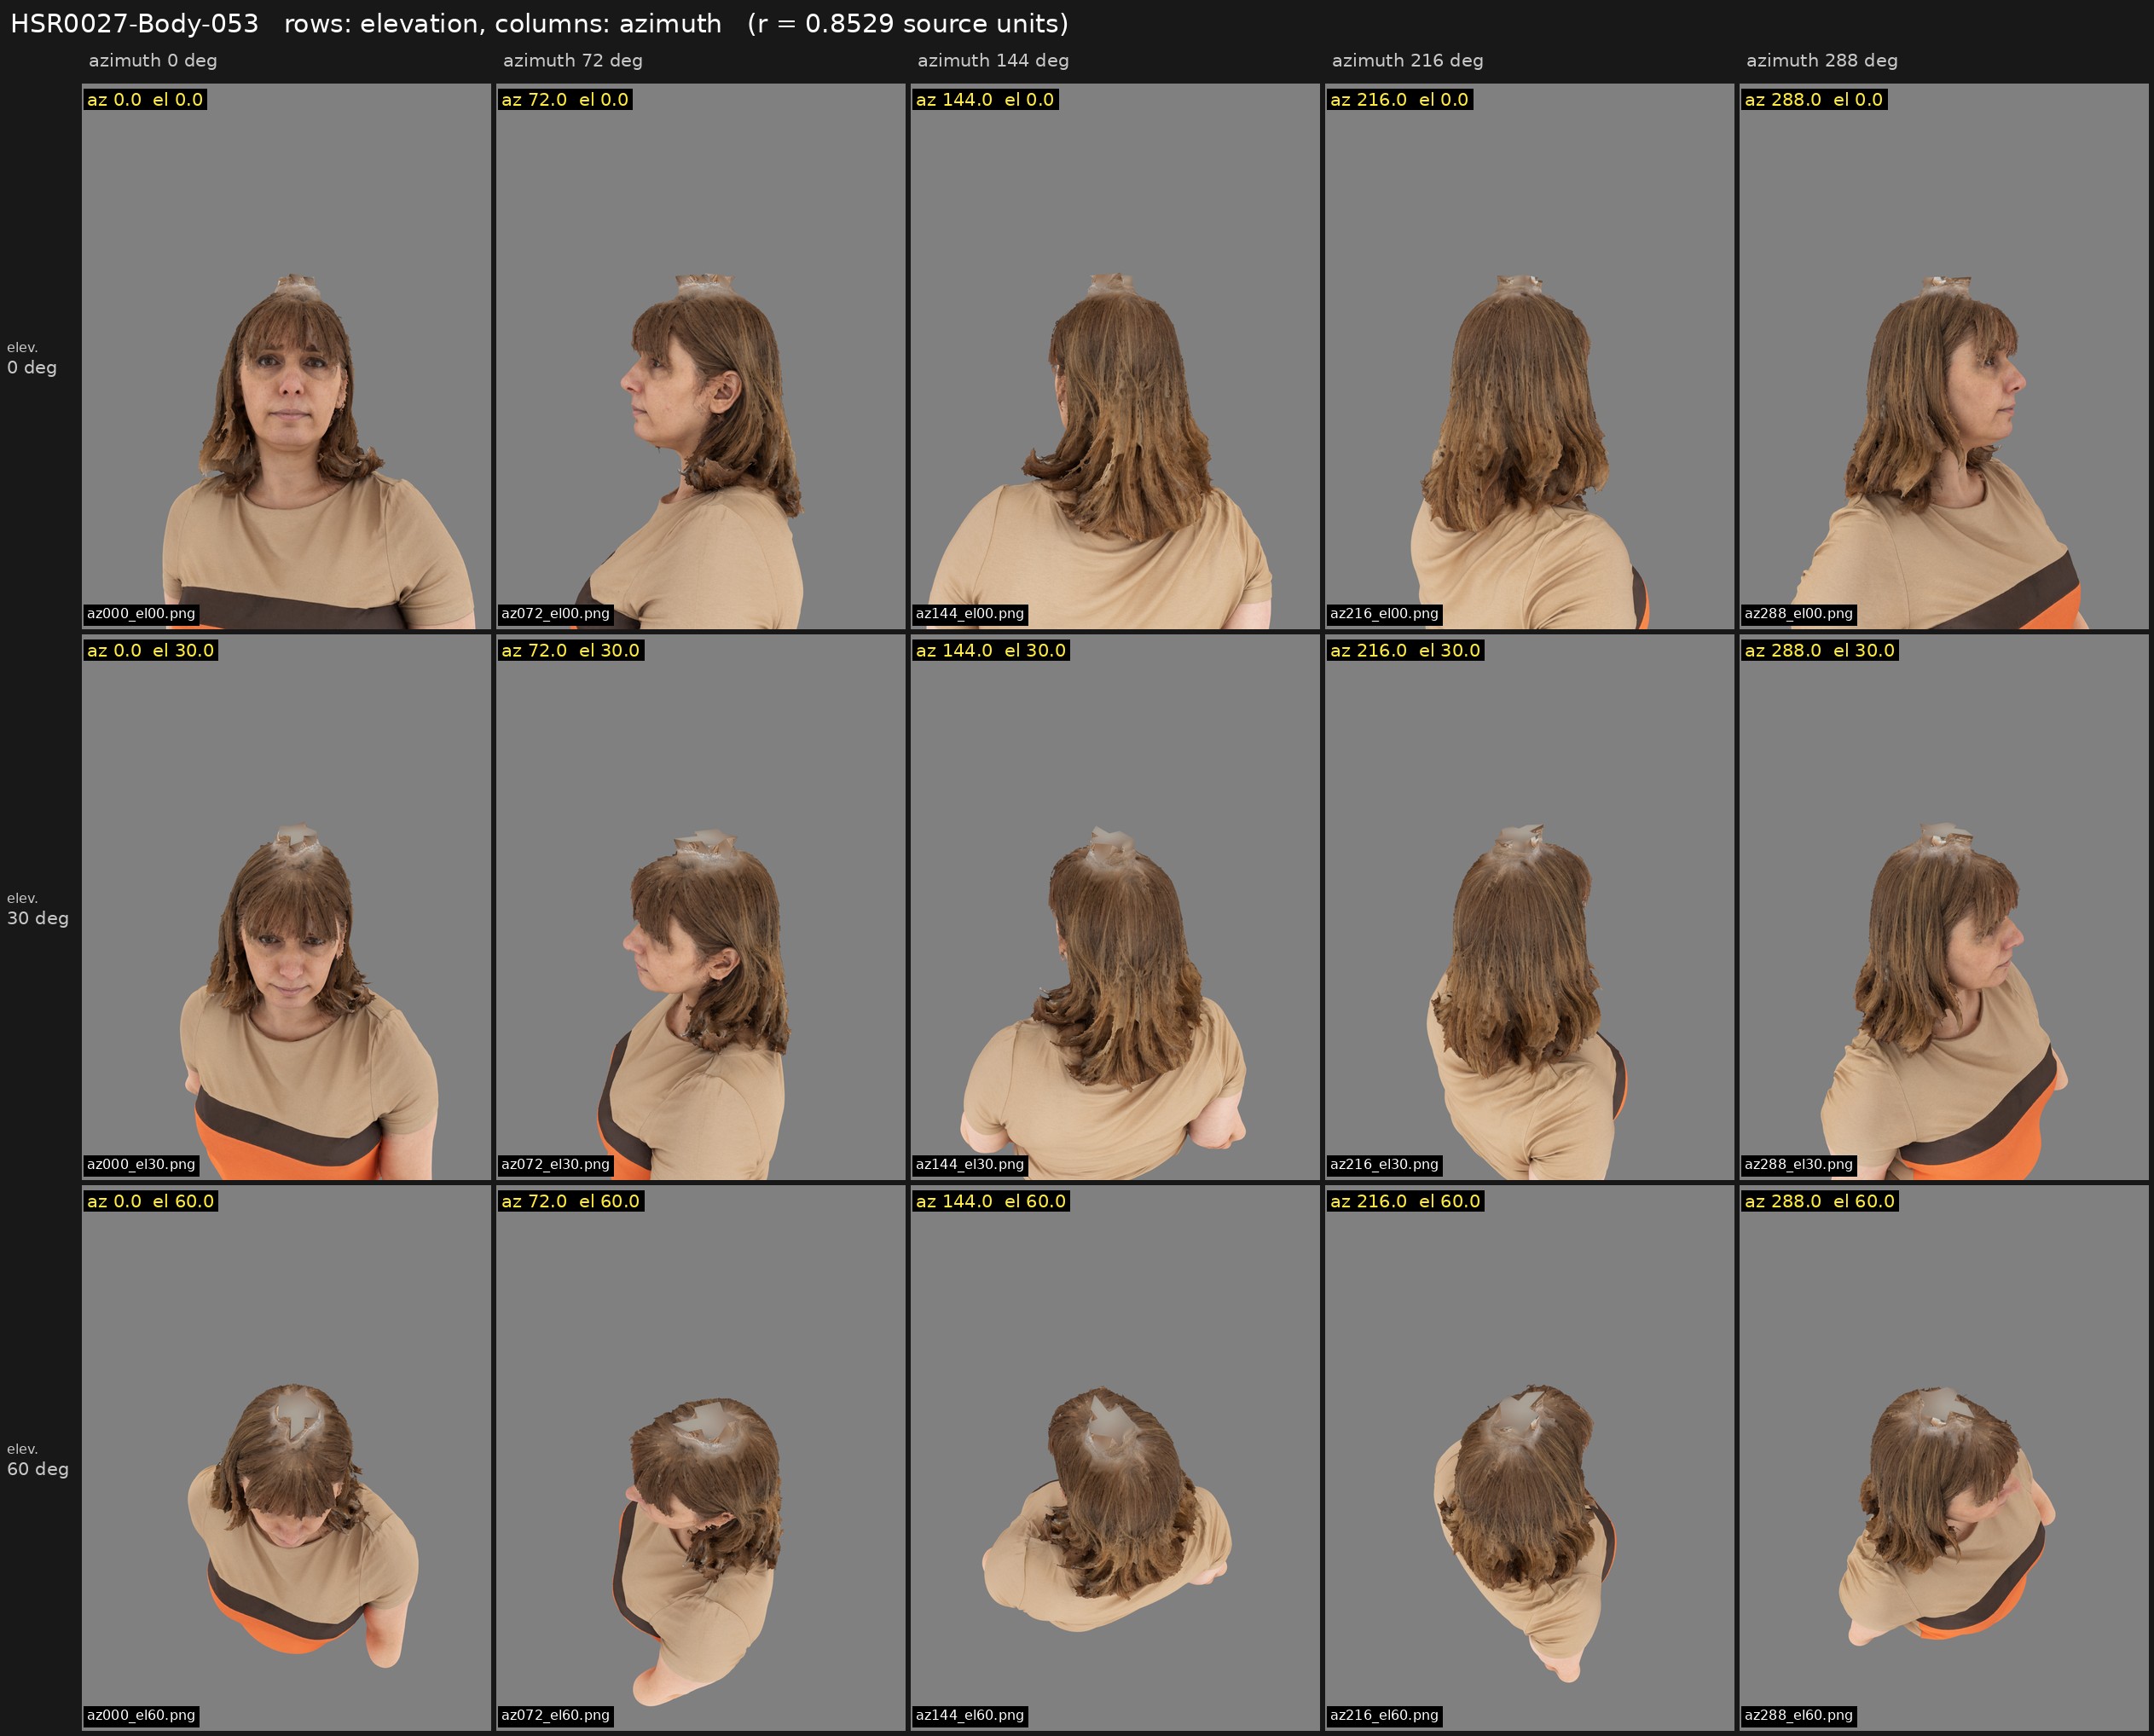 HSR0027-Body-053   rows: elevation, columns: azimuth   (r = 0.8529 source units)
azimuth 0 deg
azimuth 72 deg
azimuth 144 deg
azimuth 216 deg
azimuth 288 deg
az 0.0  el 0.0
az 72.0  el 0.0
az 144.0  el 0.0
az 216.0  el 0.0
az 288.0  el 0.0
elev.
0 deg
az000_el00.png
az072_el00.png
az144_el00.png
az216_el00.png
az288_el00.png
az 0.0  el 30.0
az 72.0  el 30.0
az 144.0  el 30.0
az 216.0  el 30.0
az 288.0  el 30.0
elev.
30 deg
az000_el30.png
az072_el30.png
az144_el30.png
az216_el30.png
az288_el30.png
az 0.0  el 60.0
az 72.0  el 60.0
az 144.0  el 60.0
az 216.0  el 60.0
az 288.0  el 60.0
elev.
60 deg
az000_el60.png
az072_el60.png
az144_el60.png
az216_el60.png
az288_el60.png